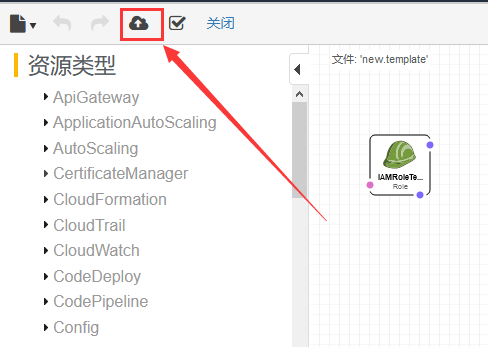 关闭
资源类型
文件: 'new.template'
ApiGateway
ApplicationAutoScaling
AutoScaling
CertificateManager
CloudFormation
CloudTrail
CloudWatch
CodeDeploy
CodePipeline
Config
IAMRoleTe...
Role